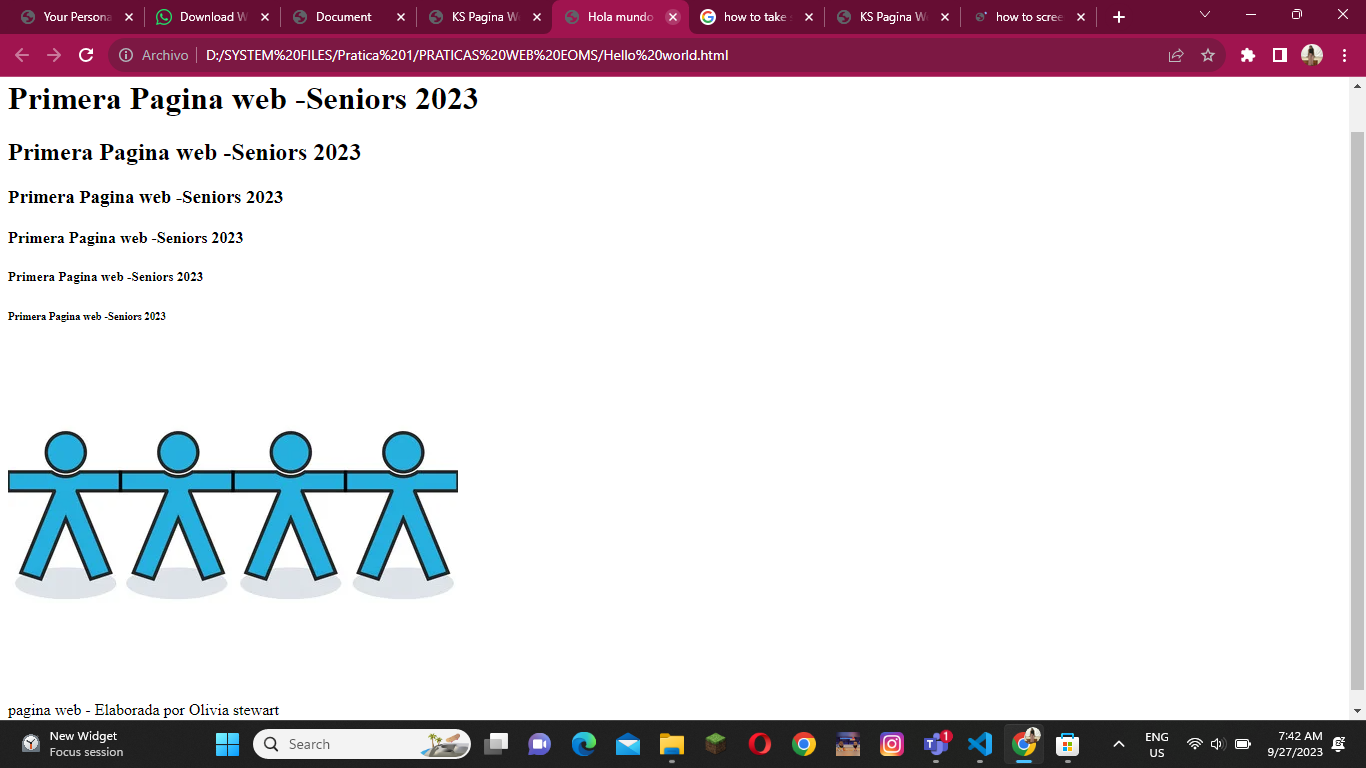 Your Persona
Download W
Document
KS Pagina W
Hola mundo
how to take
KS Pagina W
how to scree
Archivo
D:/SYSTEM%20FILES/Pratica%201/PRATICAS%20WEB%20EOMS/Hello%20world.html
Primera Pagina web -Seniors 2023
Primera Pagina web -Seniors 2023
Primera Pagina web -Seniors 2023
Primera Pagina web -Seniors 2023
Primera Pagina web -Seniors 2023
Primera Pagina web -Seniors 2023
pagina web - Elaborada por Olivia stewart
New Widget
Focus session
Search
1
ENG
US
7:42 AM
9/27/2023